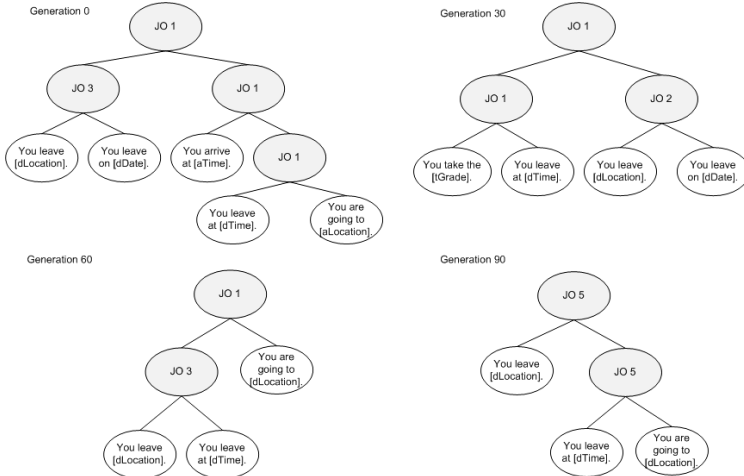 Generation 0
JO 1
JO 3
JO 1
You leave
[dLocation].
You leave
on [dDate].
You arrive
at [aTime].
JO 1
You leave
at [dTime].
You are
going to
[aLocation].
Generation 30
JO 1
JO 1
JO 2
You take the
[tGrade].
You leave
at [dTime].
You leave
[dLocation].
You leave
on [dDate].
Generation 60
JO 1
JO 3
You are
going to
[dLocation].
You leave
[dLocation].
You leave
at [dTime].
Generation 90
JO 5
You leave
[dLocation].
JO 5
You leave
at [dTime].
You are
going to
[dLocation].